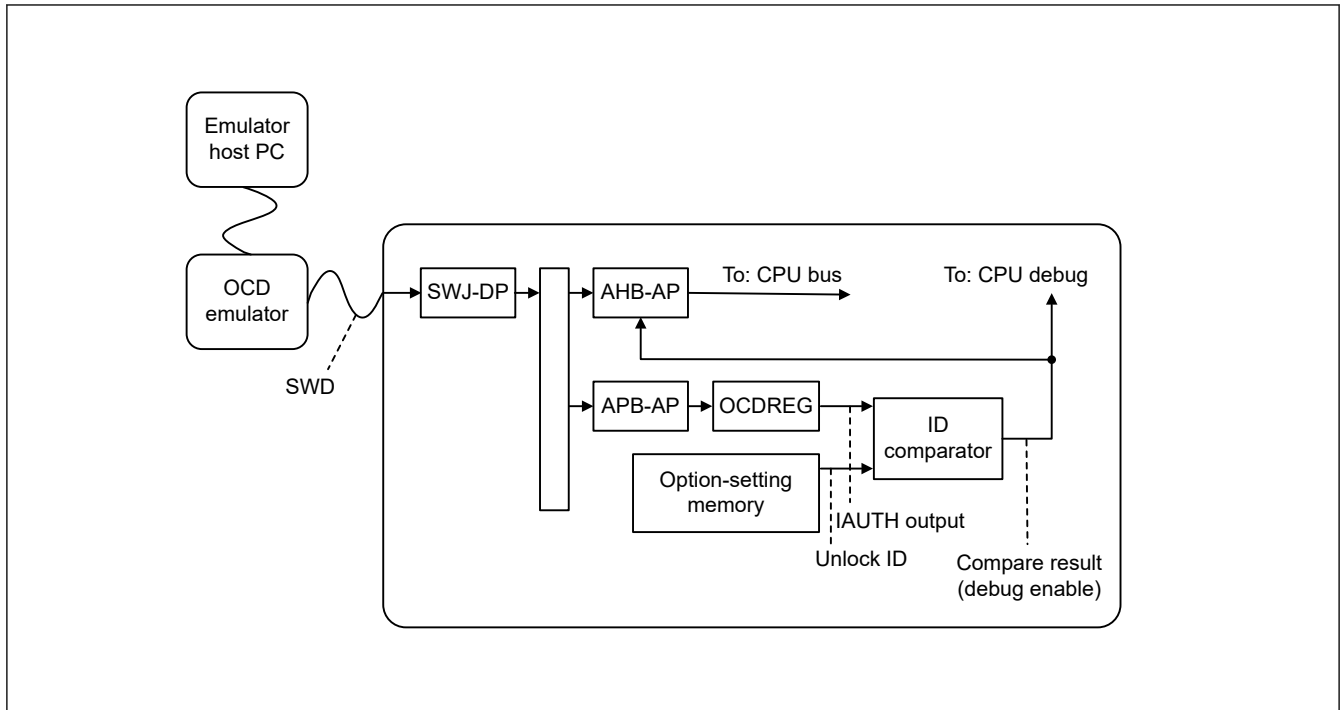 Emulator
host PC
OCD
emulator
SWD
SWJ-DP
AHB-AP
To: CPU bus
To: CPU debug
APB-AP
OCDREG
ID
comparator
Option-setting
memory
IAUTH output
Unlock ID
Compare result
(debug enable)